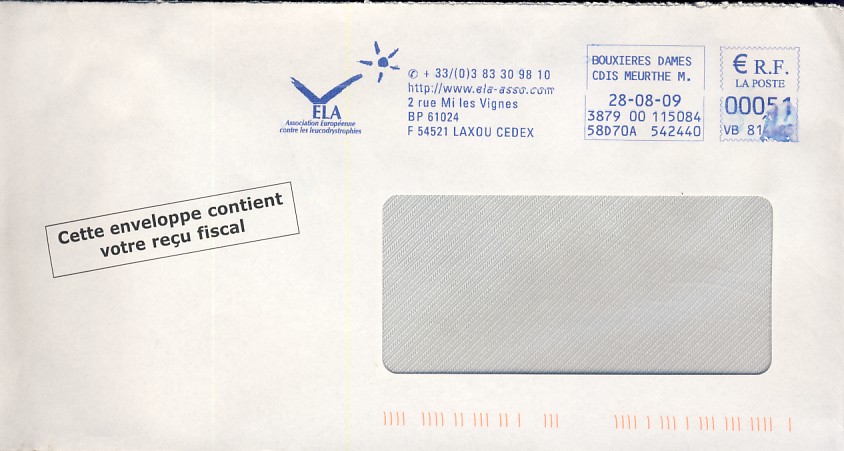 ✆ + 33/(0)3 83 30 98 10
http://www.ela-asso.com
2 rue Mi les Vignes
BP 61024
F 54521 LAXOU CEDEX
ELA
Association Européenne
contre les leucodystrophies
BOUXIERES DAMES
CDIS MEURTHE M.
28-08-09
3879 00 115084
58D70A 542440
€ R.F.
LA POSTE
00051
VB
Cette enveloppe contient
votre reçu fiscal